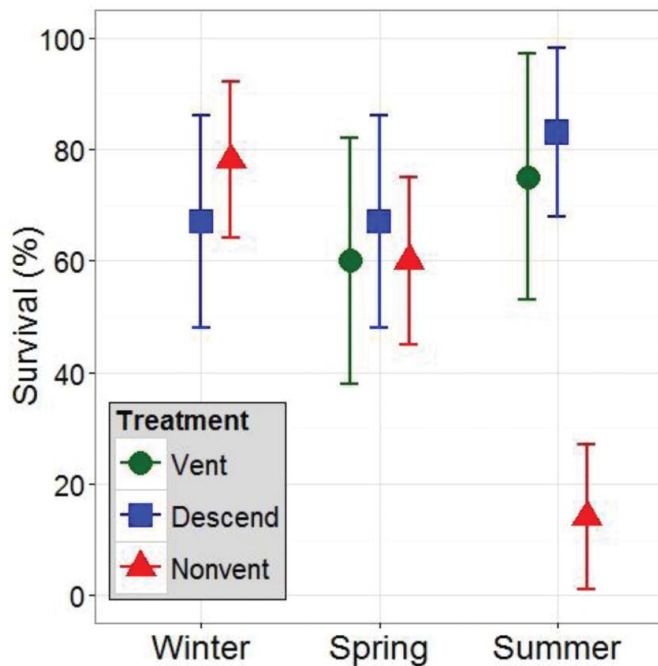 100
80
60
40
20
0
Survival (%)
Treatment
Vent
Descend
Nonvent
Winter Spring Summer